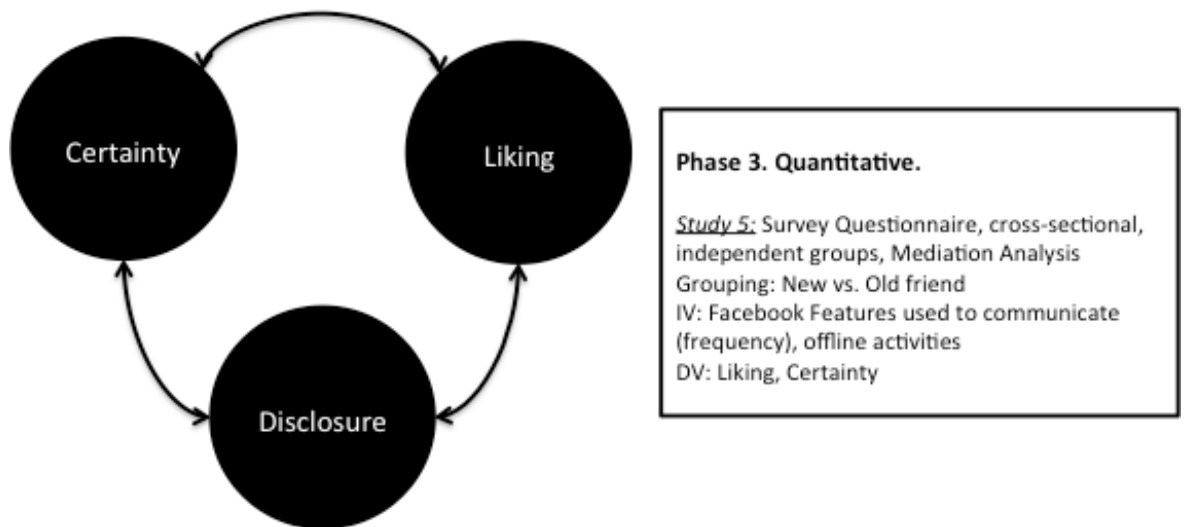 Certainty
Liking
Disclosure
Phase 3. Quantitative.
Study 5: Survey Questionnaire, cross-sectional,
independent groups, Mediation Analysis
Grouping: New vs. Old friend
IV: Facebook Features used to communicate
(frequency), offline activities
DV: Liking, Certainty